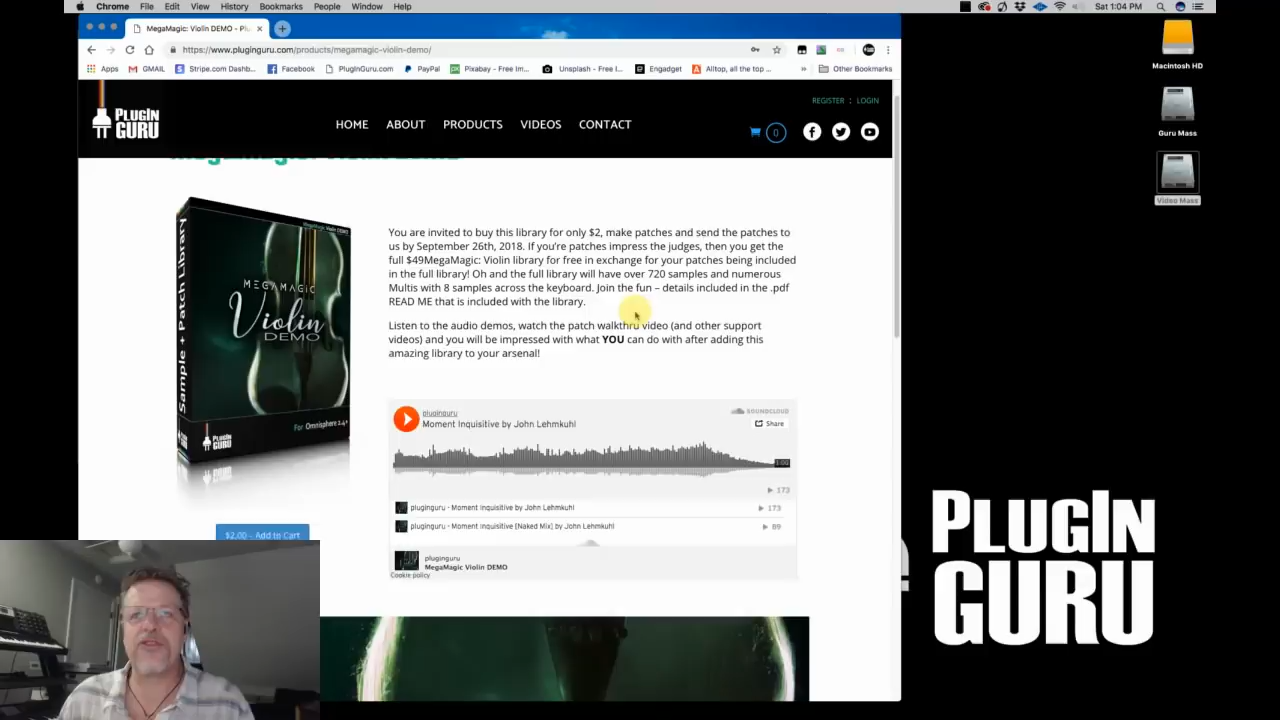 Chrome File Edit View History Bookmarks People Window Help Sat 1:04 PM
MegaMagic: Violin DEMO - Plu
https://www.pluginguru.com/products/megamagic-violin-demo/
Apps GMAIL Stripe.com Dashb... Facebook PlugInGuru.com PayPal Pixabay - Free Im... Unsplash - Free I... Engadget Alltop, all the top ... » Other Bookmarks
Macintosh HD
Guru Mass
Video Mass
REGISTER : LOGIN
PLUGIN
GURU
HOME ABOUT PRODUCTS VIDEOS CONTACT
0
You are invited to buy this library for only $2, make patches and send the patches to
us by September 26th, 2018. If you're patches impress the judges, then you get the
full $49MegaMagic: Violin library for free in exchange for your patches being included
in the full library! Oh and the full library will have over 720 samples and numerous
Multis with 8 samples across the keyboard. Join the fun – details included in the .pdf
READ ME that is included with the library.
Listen to the audio demos, watch the patch walkthru video (and other support
videos) and you will be impressed with what YOU can do with after adding this
amazing library to your arsenal!
Sample + Patch Library
MegaMagic Violin DEMO
MEGAMAGIC
Violin
DEMO
PLUGIN
GURU
For Omnisphere 2.4+
$2.00 – Add to Cart
pluginguru
Moment Inquisitive by John Lehmkuhl
SOUNDCLOUD
Share
1:00
173
pluginguru - Moment Inquisitive by John Lehmkuhl 173
pluginguru - Moment Inquisitive [Naked Mix] by John Lehmkuhl 89
pluginguru
MegaMagic Violin DEMO
Cookie policy
PLUGIN
GURU